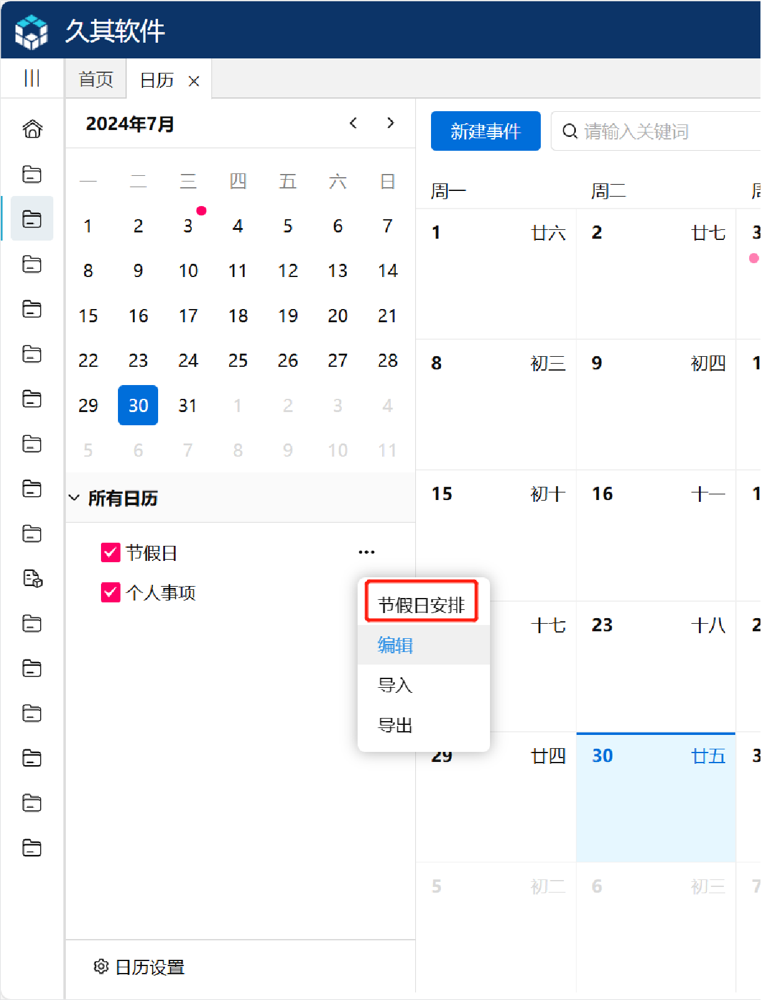 久其软件
首页 日历
2024年7月
一 二 三 四 五 六 日
1 2 3 4 5 6 7
8 9 10 11 12 13 14
15 16 17 18 19 20 21
22 23 24 25 26 27 28
29 30 31 1 2 3 4
5 6 7 8 9 10 11
所有日历
节假日
个人事项
节假日安排
编辑
导入
导出
日历设置
新建事件 请输入关键词
周一 周二
1 廿六 2 廿七 3
8 初三 9 初四 1
15 初十 16 十一 1
十七 23 十八 2
29 廿四 30 廿五 3
5 初二 6 初三 7